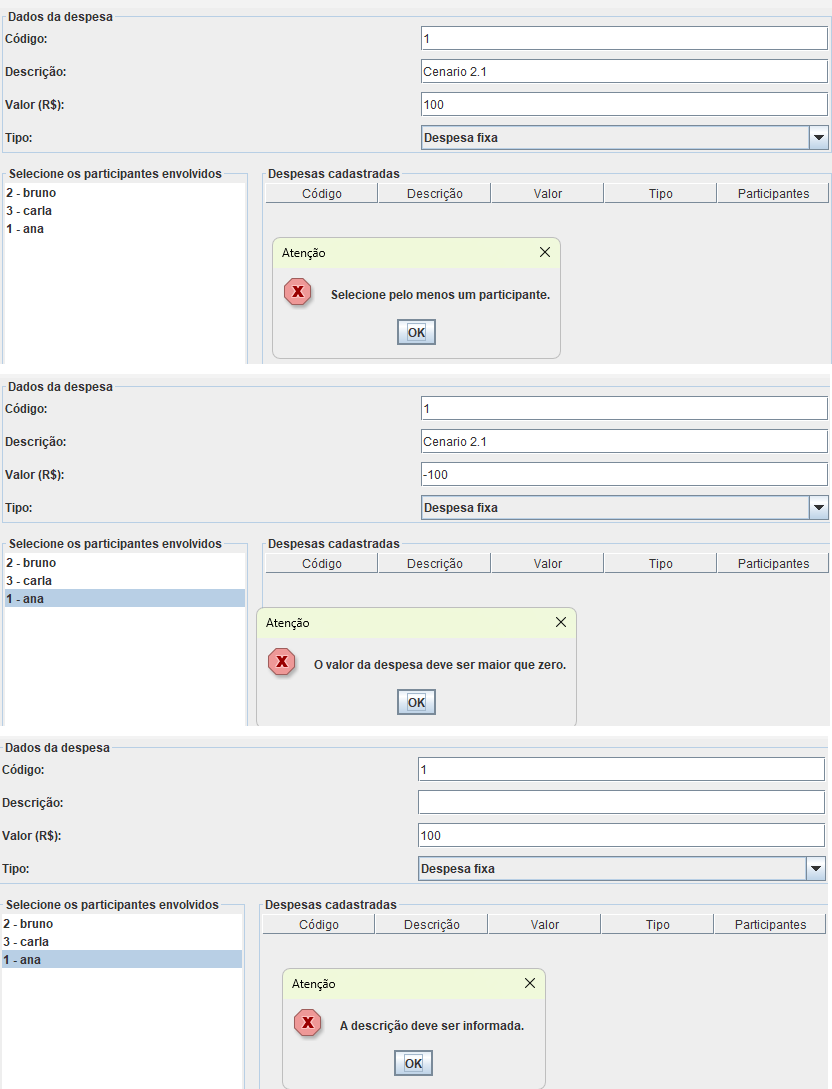 Dados da despesa
Código: 1
Descrição: Cenario 2.1
Valor (R$): 100
Tipo: Despesa fixa
Selecione os participantes envolvidos
2 - bruno
3 - carla
1 - ana
Despesas cadastradas
Código Descrição Valor Tipo Participantes
Atenção
Selecione pelo menos um participante.
OK
Dados da despesa
Código: 1
Descrição: Cenario 2.1
Valor (R$): -100
Tipo: Despesa fixa
Selecione os participantes envolvidos
2 - bruno
3 - carla
1 - ana
Despesas cadastradas
Código Descrição Valor Tipo Participantes
Atenção
O valor da despesa deve ser maior que zero.
OK
Dados da despesa
Código: 1
Descrição:
Valor (R$): 100
Tipo: Despesa fixa
Selecione os participantes envolvidos
2 - bruno
3 - carla
1 - ana
Despesas cadastradas
Código Descrição Valor Tipo Participantes
Atenção
A descrição deve ser informada.
OK